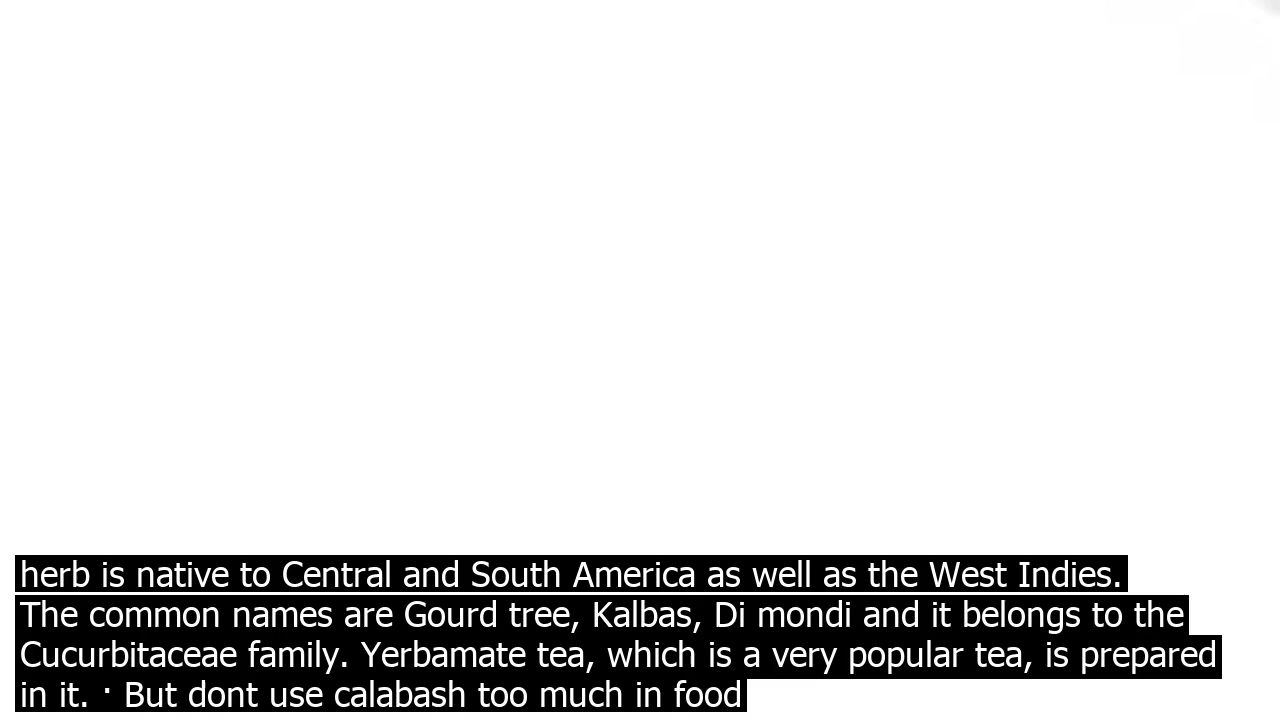 herb is native to Central and South America as well as the West Indies.
The common names are Gourd tree, Kalbas, Di mondi and it belongs to the
Cucurbitaceae family. Yerbamate tea, which is a very popular tea, is prepared
in it. · But dont use calabash too much in food